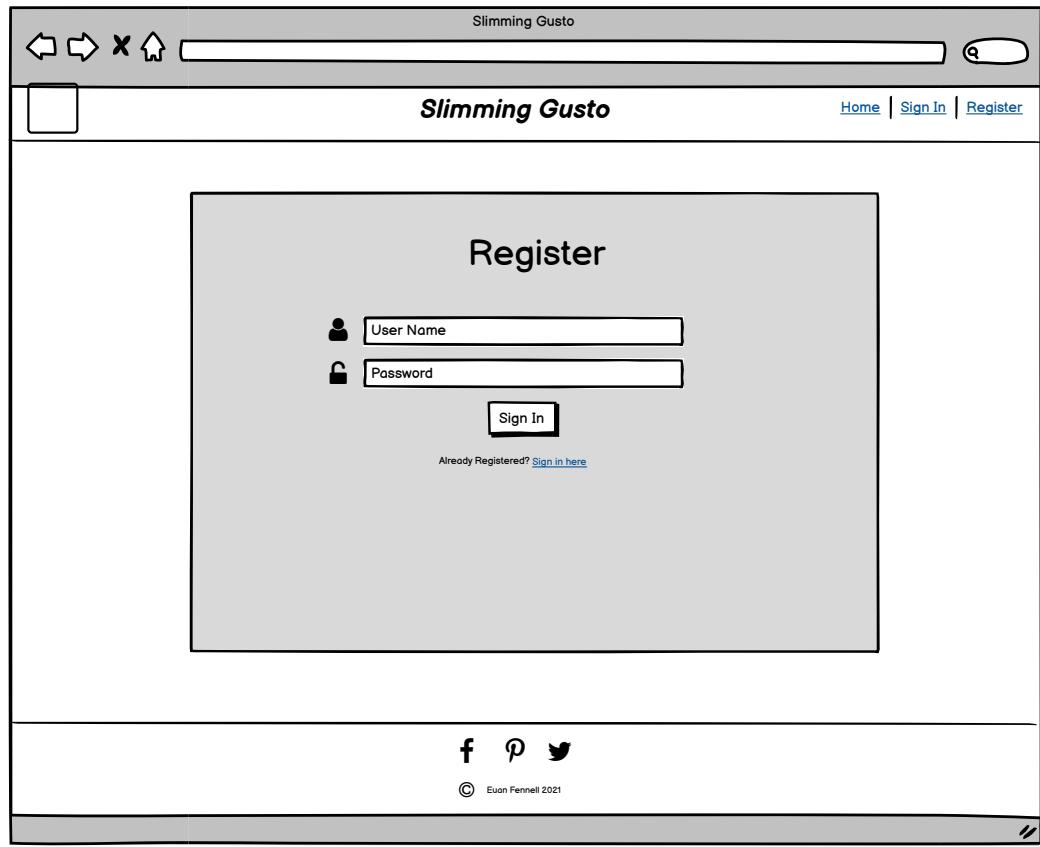 Slimming Gusto
Slimming Gusto
Home | Sign In | Register
Register
User Name
Password
Sign In
Already Registered? Sign in here
© Euan Fennell 2021